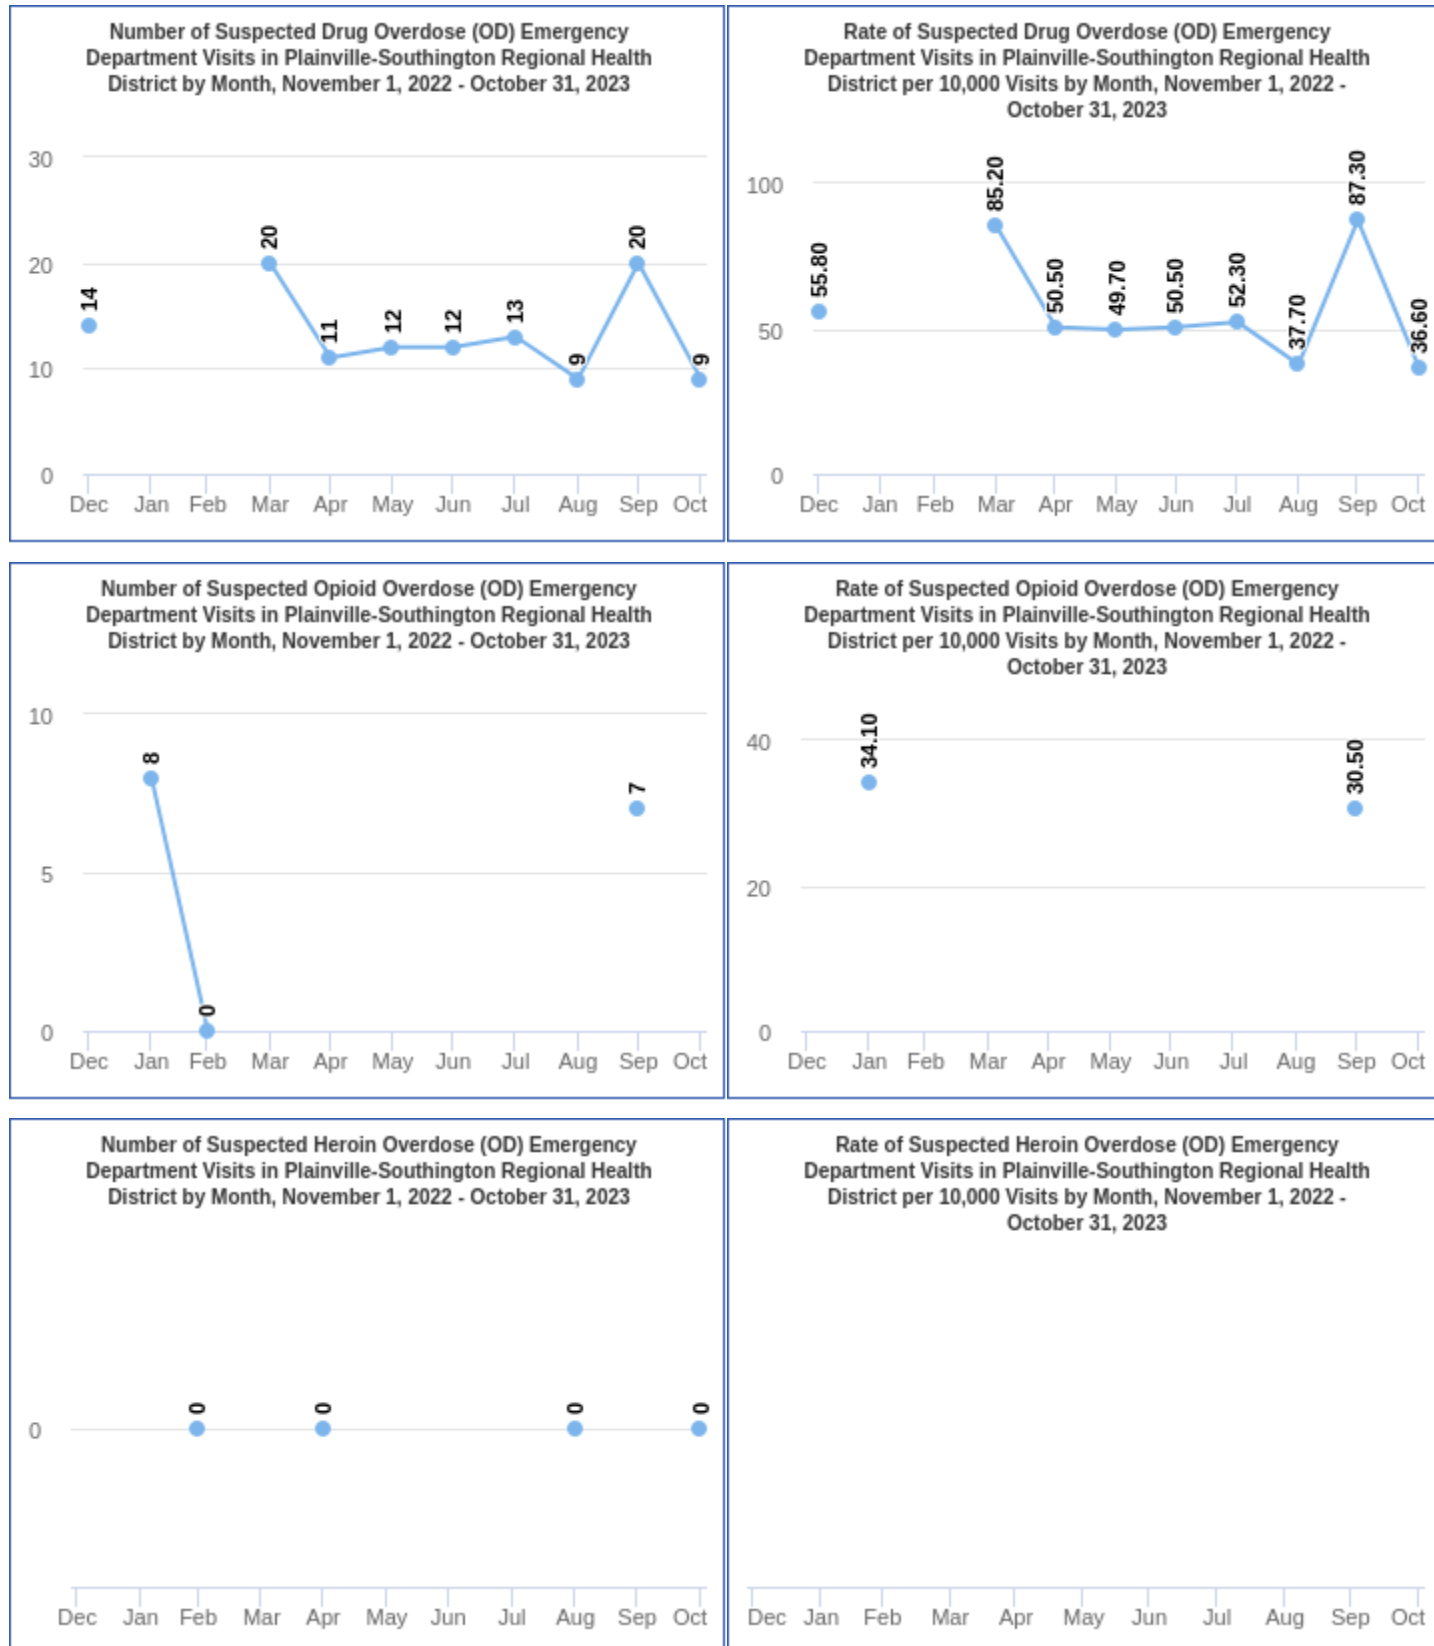 Number of Suspected Drug Overdose (OD) Emergency
Department Visits in Plainville-Southington Regional Health
District by Month, November 1, 2022 - October 31, 2023
30
20
10
0
14
20
11
12
12
13
9
20
9
Dec Jan Feb Mar Apr May Jun Jul Aug Sep Oct
Rate of Suspected Drug Overdose (OD) Emergency
Department Visits in Plainville-Southington Regional Health
District per 10,000 Visits by Month, November 1, 2022 -
October 31, 2023
100
50
0
55.80
85.20
50.50
49.70
50.50
52.30
37.70
87.30
36.60
Dec Jan Feb Mar Apr May Jun Jul Aug Sep Oct
Number of Suspected Opioid Overdose (OD) Emergency
Department Visits in Plainville-Southington Regional Health
District by Month, November 1, 2022 - October 31, 2023
10
5
0
8
0
7
Dec Jan Feb Mar Apr May Jun Jul Aug Sep Oct
Rate of Suspected Opioid Overdose (OD) Emergency
Department Visits in Plainville-Southington Regional Health
District per 10,000 Visits by Month, November 1, 2022 -
October 31, 2023
40
20
0
34.10
30.50
Dec Jan Feb Mar Apr May Jun Jul Aug Sep Oct
Number of Suspected Heroin Overdose (OD) Emergency
Department Visits in Plainville-Southington Regional Health
District by Month, November 1, 2022 - October 31, 2023
0
0
0
0
0
Dec Jan Feb Mar Apr May Jun Jul Aug Sep Oct
Rate of Suspected Heroin Overdose (OD) Emergency
Department Visits in Plainville-Southington Regional Health
District per 10,000 Visits by Month, November 1, 2022 -
October 31, 2023
Dec Jan Feb Mar Apr May Jun Jul Aug Sep Oct